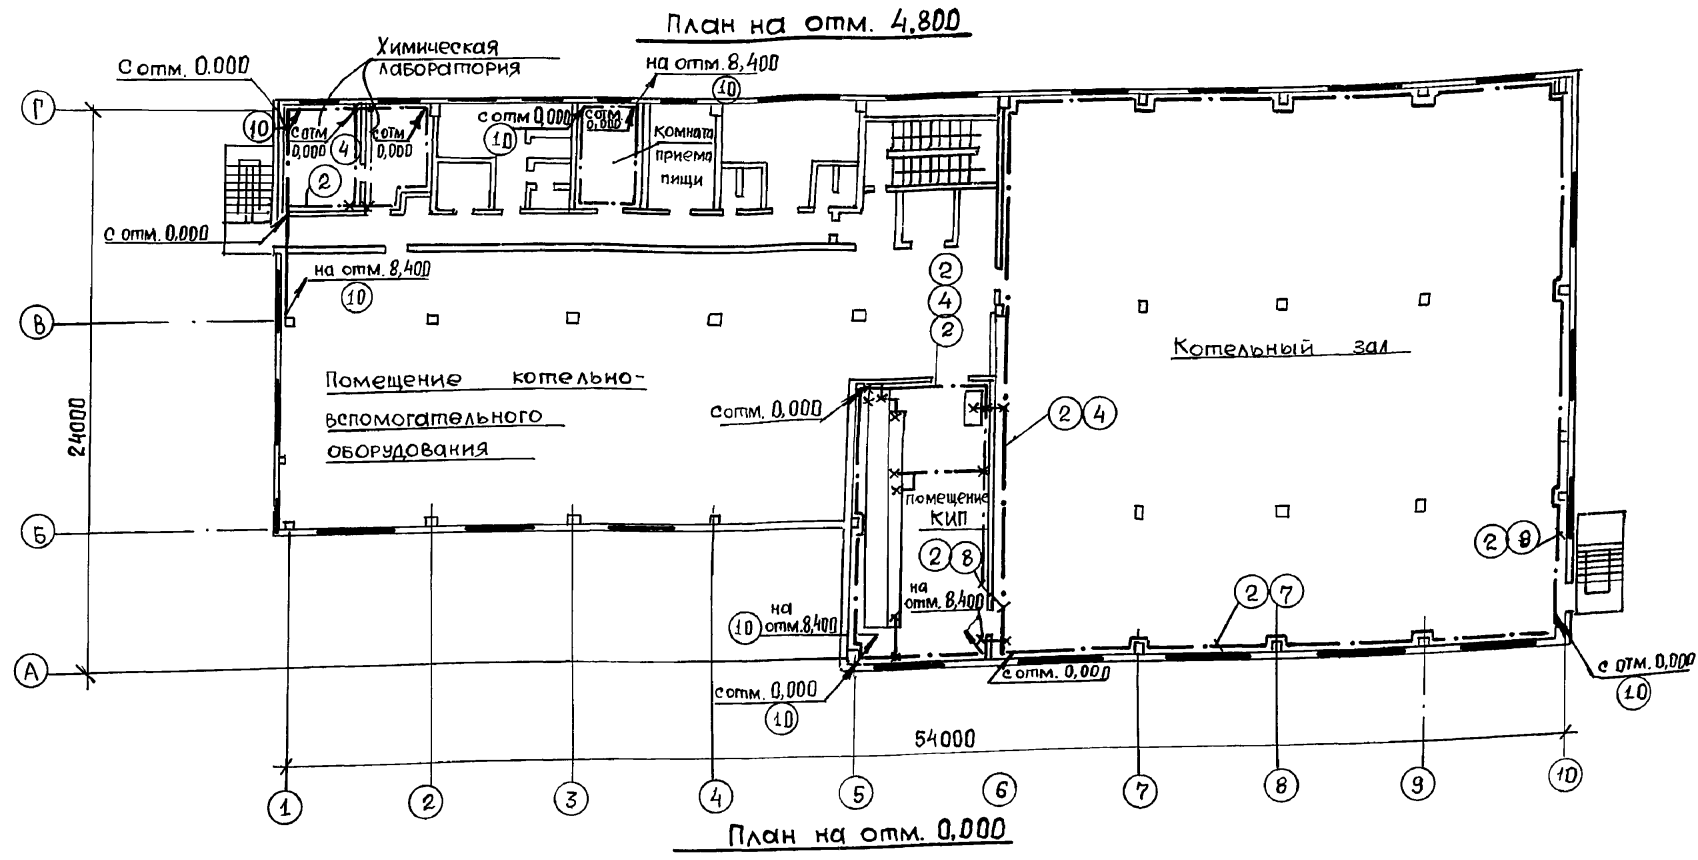 План на отм. 4,800
Химическая
лаборатория
С отм. 0.000
на отм. 8,400
10
Г
10
с отм
0,000
4
с отм
0,000
2
с отм 0,000
10
с отм.
0,000
комната
приема
пищи
с отм. 0,000
на отм. 8,400
10
2
4
2
В
Котельный зал
Помещение котельно-
вспомогательного
оборудования
с отм. 0,000
2 4
24000
помещение
КИП
Б
2 8
2 8
на
отм. 8,400
2 7
10
на
отм. 8,400
А
с отм. 0,000
10
с отм. 0,000
с отм. 0,000
10
54000
1
2
3
4
5
6
7
8
9
10
План на отм. 0,000